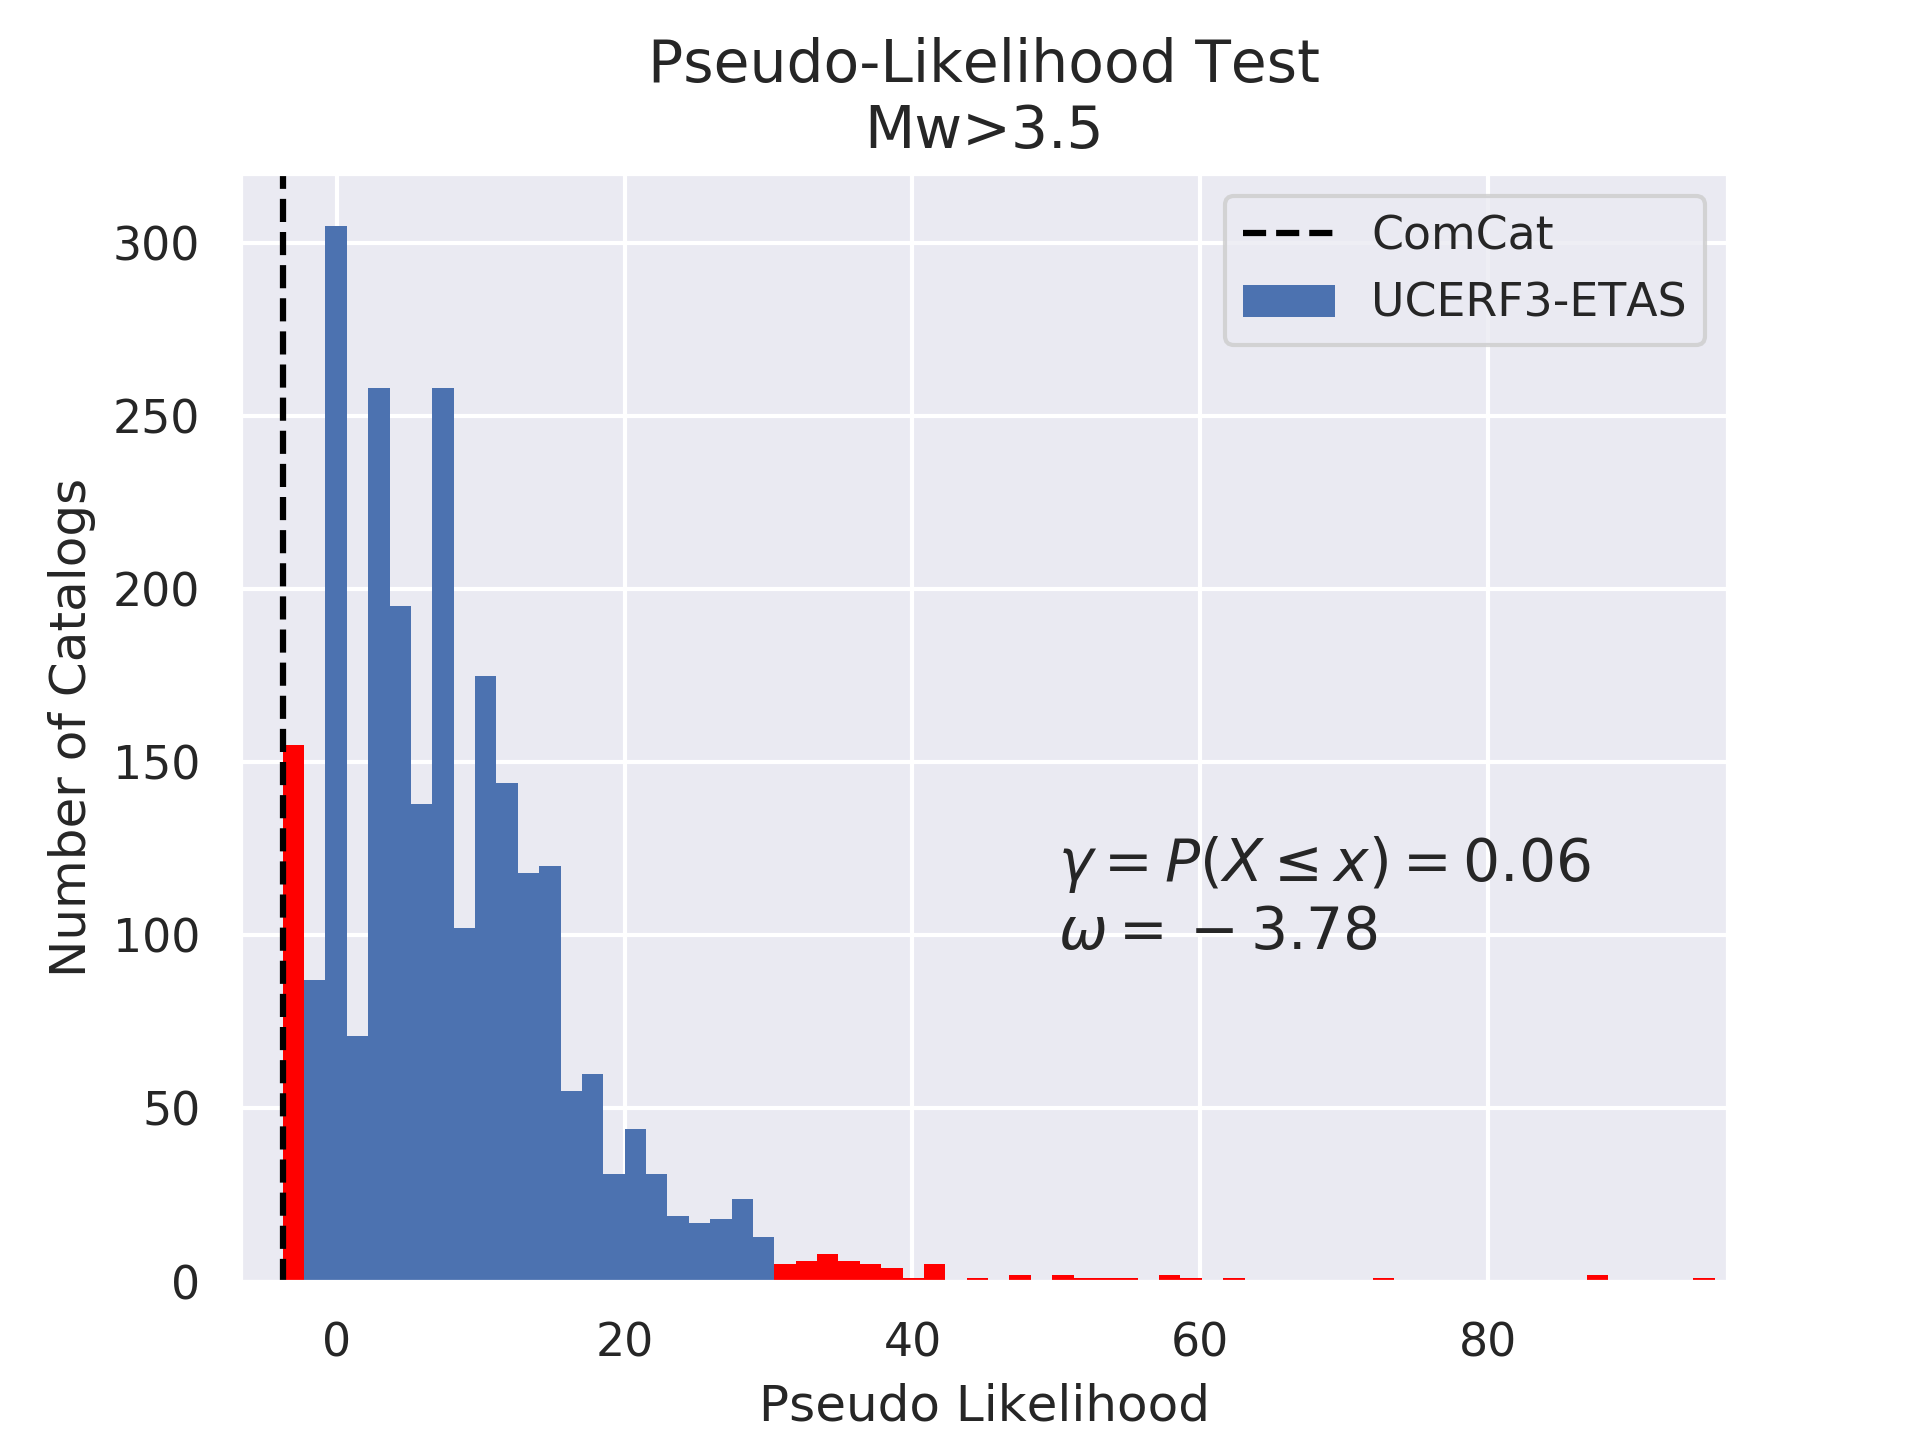 Pseudo-Likelihood Test
Mw>3.5
ComCat
UCERF3-ETAS
300
250
200
150
100
50
0
Number of Catalogs
γ = P(X ≤ x) = 0.06
ω = −3.78
0 20 40 60 80
Pseudo Likelihood